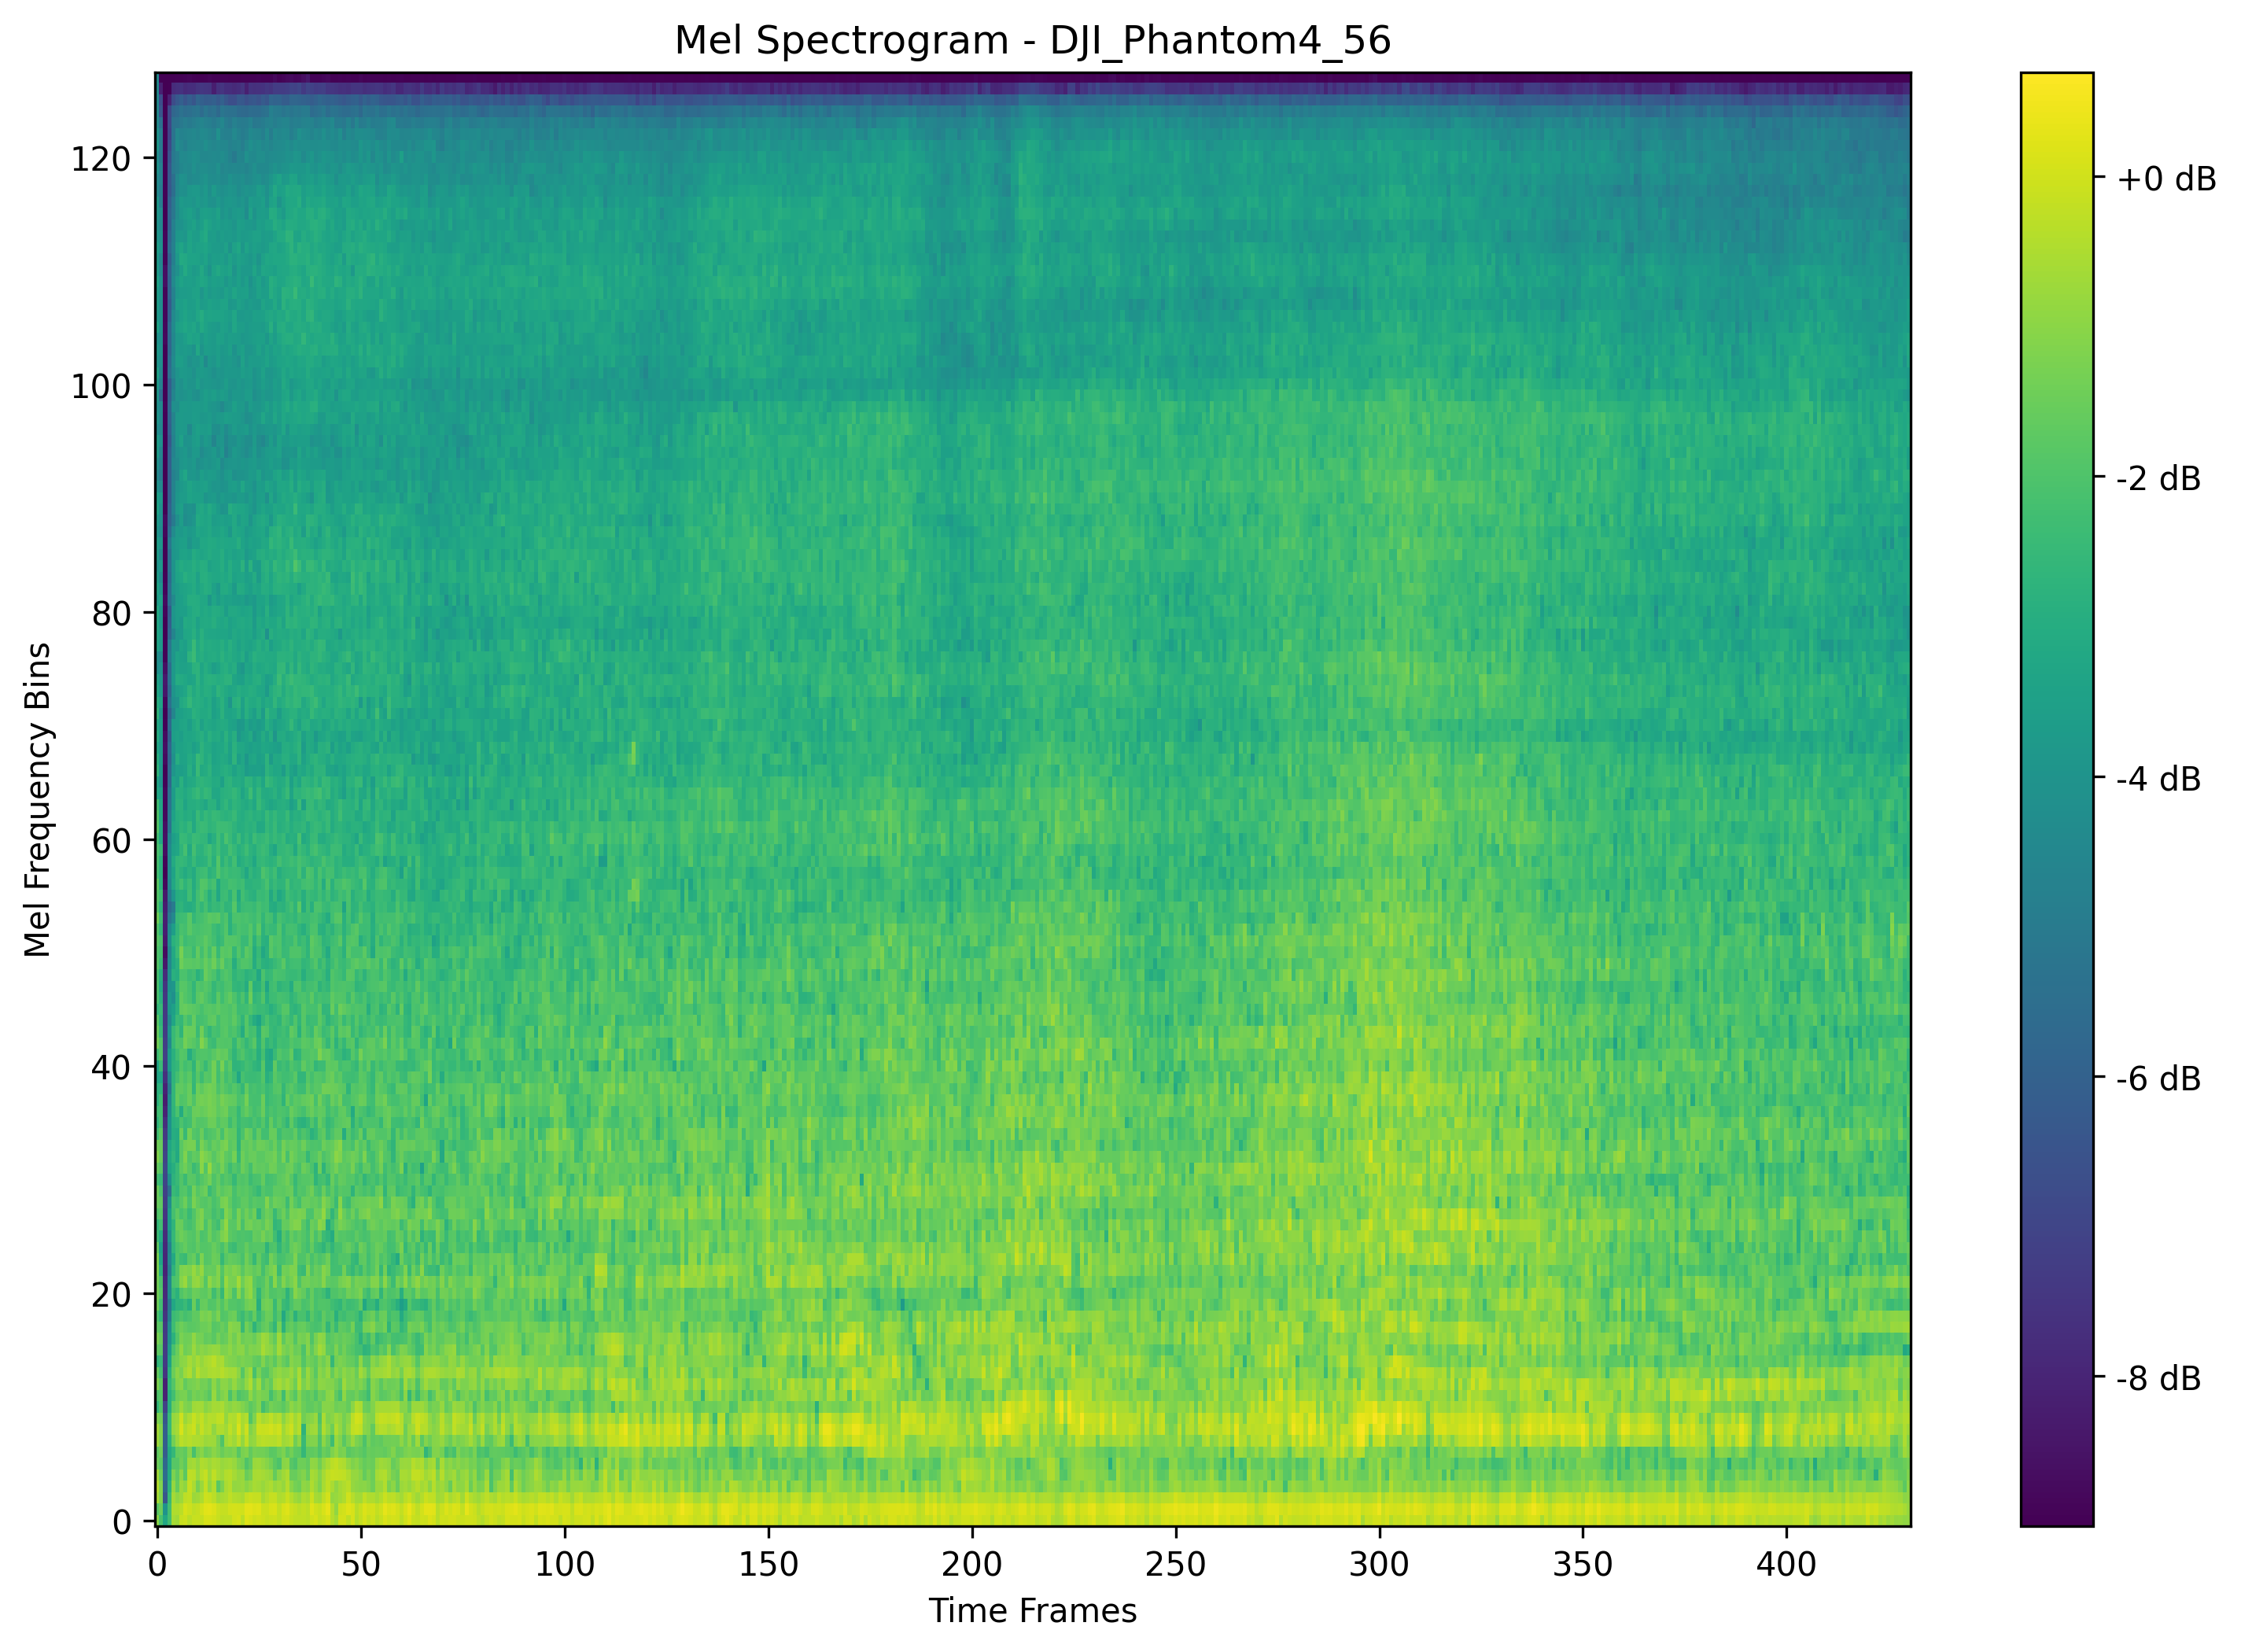 Mel Spectrogram - DJI_Phantom4_56
120
100
80
60
40
20
0
Mel Frequency Bins
0 50 100 150 200 250 300 350 400
Time Frames
+0 dB
-2 dB
-4 dB
-6 dB
-8 dB